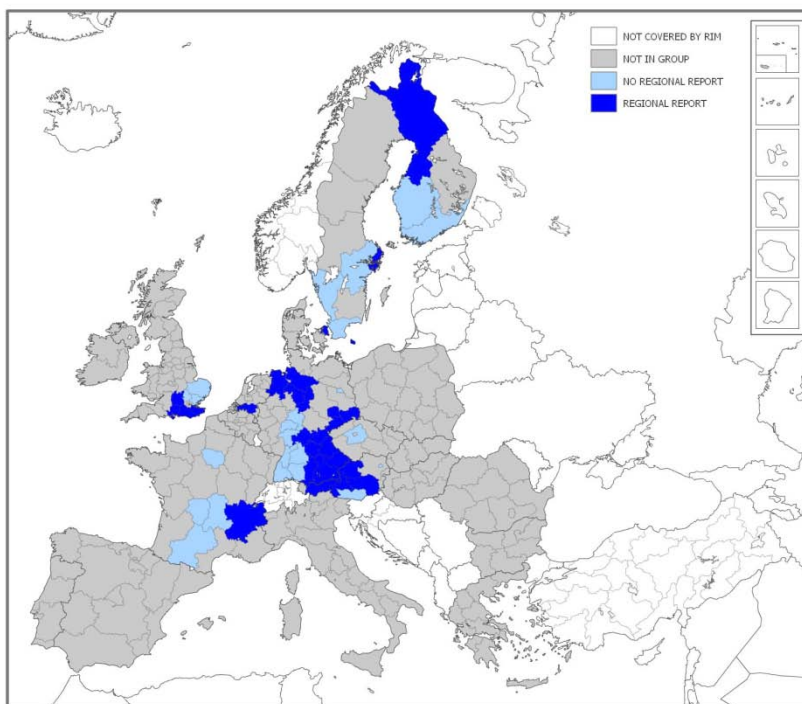 NOT COVERED BY RIM
NOT IN GROUP
NO REGIONAL REPORT
REGIONAL REPORT